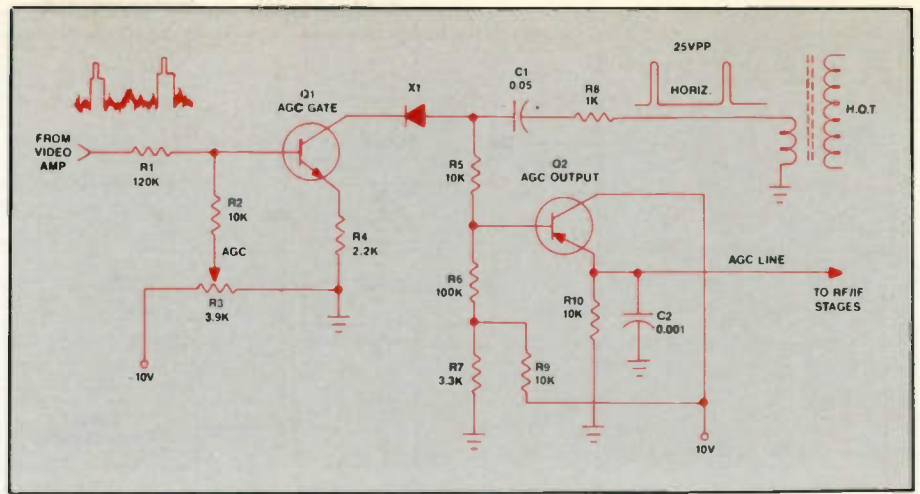 25VPP
HORIZ.
H.O.T.
C1
0.05
R8
1K
Q1
AGC GATE
X1
FROM
VIDEO
AMP
R1
120K
R2
10K
AGC
R3
3.9K
R4
2.2K
-10V
R5
10K
Q2
AGC OUTPUT
R6
100K
R7
3.3K
R9
10K
R10
10K
C2
0.001
AGC LINE
TO RF/IF
STAGES
10V